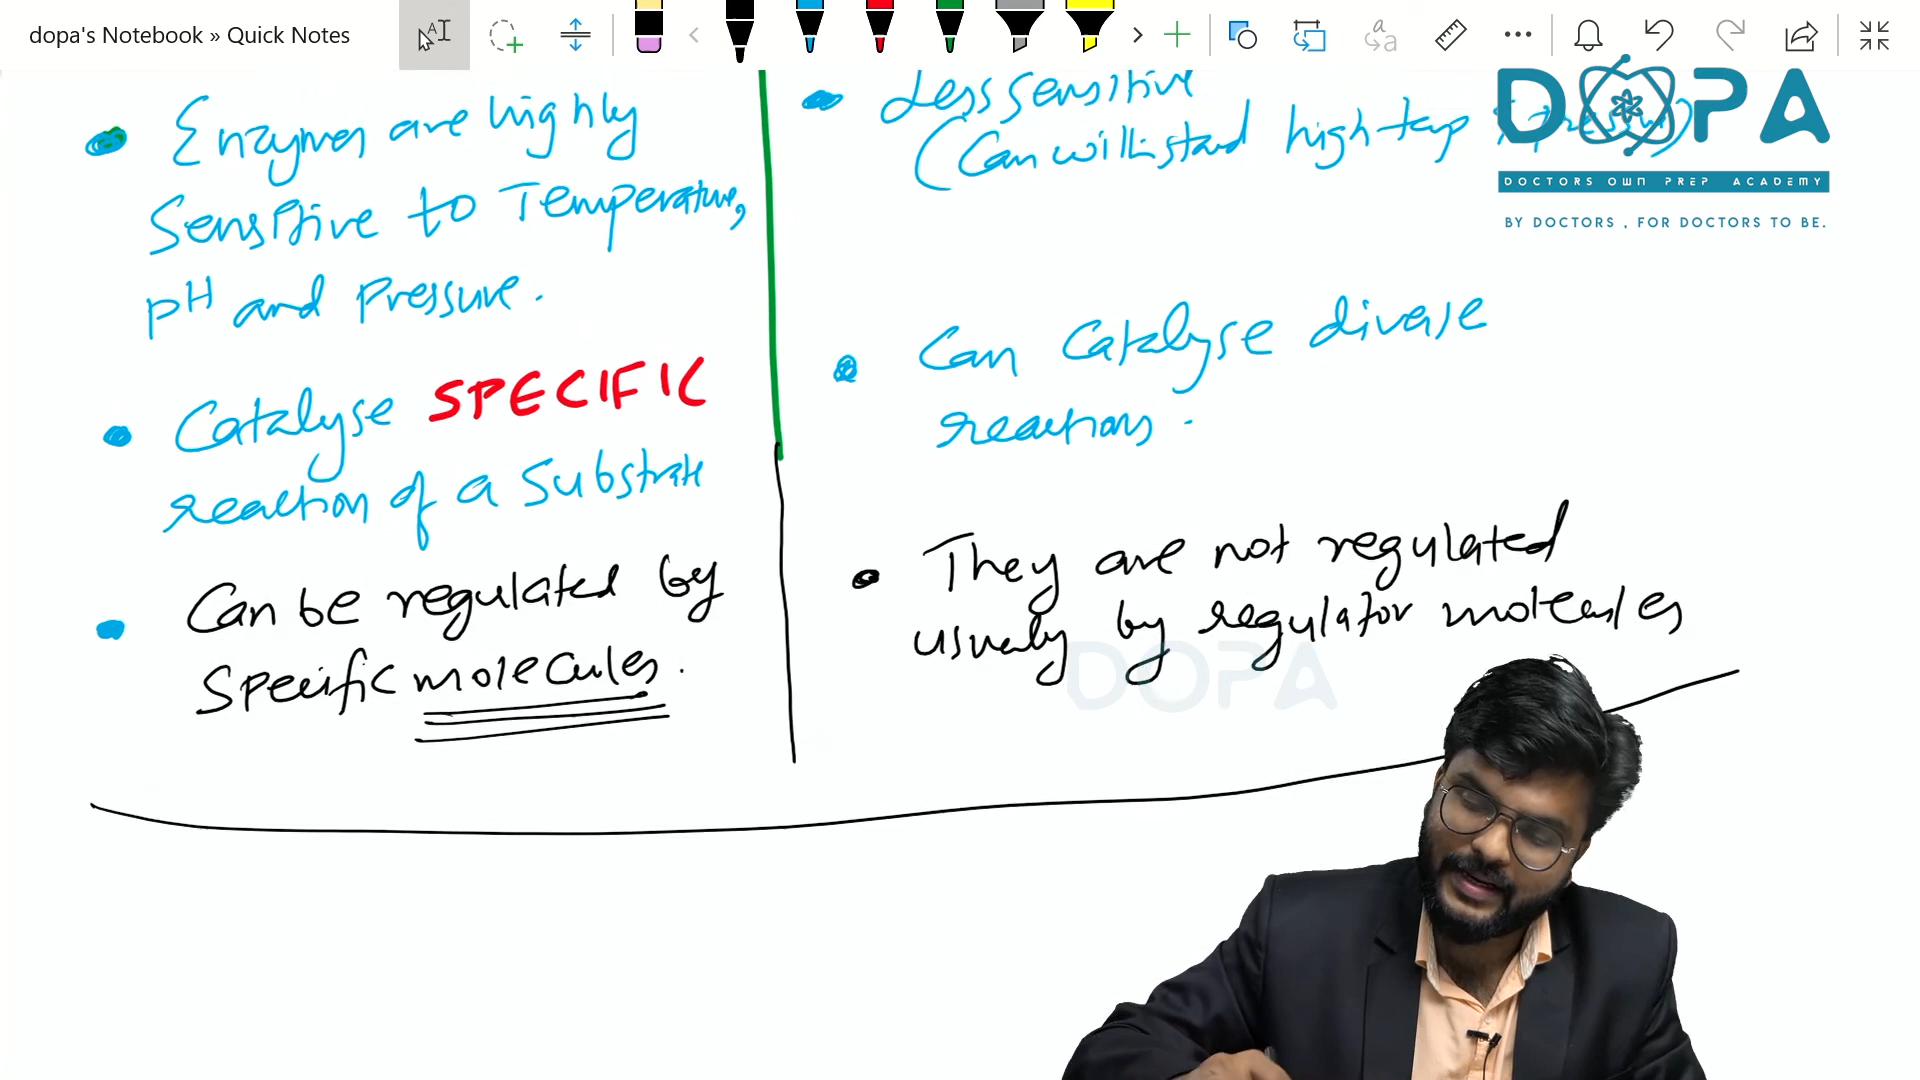 dopa's Notebook » Quick Notes
Enzymes are highly
Sensitive to Temperature,
pH and Pressure.
Catalyse SPECIFIC
reaction of a Substrate
Can be regulated by
Specific molecules.
Less sensitive
(Can withstand high temp
Can Catalyse diverse
reactions.
They are not regulated
usually by regulator molecules
DOPA
DOCTORS OWN PREP ACADEMY
BY DOCTORS , FOR DOCTORS TO BE.
DOPA